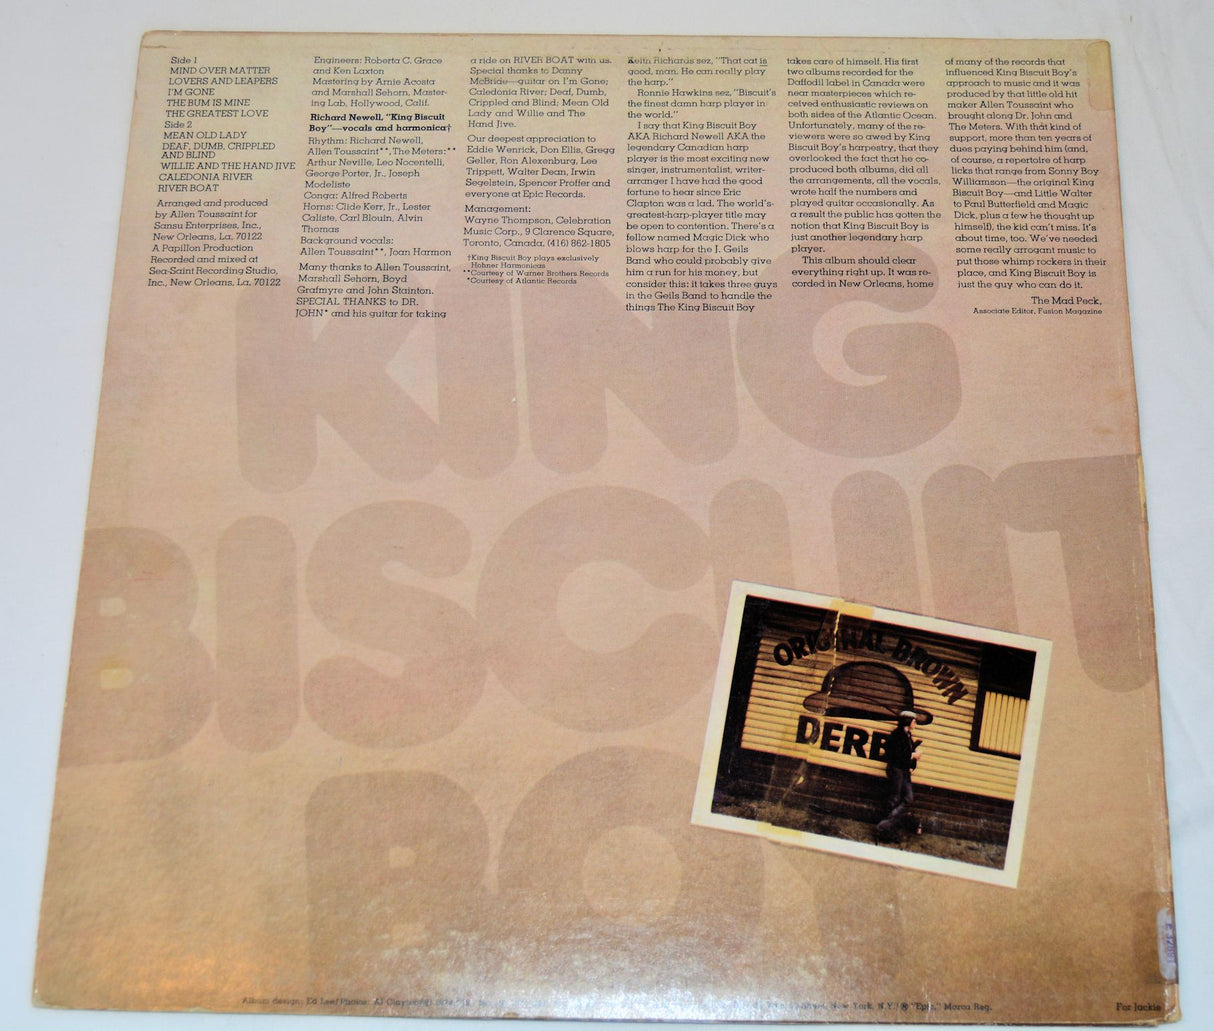 Side 1
MIND OVER MATTER
LOVERS AND LEAPERS
I'M GONE
THE BUM IS MINE
THE GREATEST LOVE
Side 2
MEAN OLD LADY
DEAF, DUMB, CRIPPLED
AND BLIND
WILLIE AND THE HAND JIVE
CALEDONIA RIVER
RIVER BOAT
Arranged and produced
by Allen Toussaint for
Sansu Enterprises, Inc.,
New Orleans, La. 70122
A Papillon Production
Recorded and mixed at
Sea-Saint Recording Studio,
Inc., New Orleans, La. 70122
Engineers: Roberta C. Grace
and Ken Laxton
Mastering by Arnie Acosta
and Marshall Sehorn, Master-
ing Lab, Hollywood, Calif.
Richard Newell, "King Biscuit
Boy"—vocals and harmonica†
Rhythm: Richard Newell,
Allen Toussaint**, The Meters:**
Arthur Neville, Leo Nocentelli,
George Porter, Jr., Joseph
Modeliste
Conga: Alfred Roberts
Horns: Clide Kerr, Jr., Lester
Caliste, Carl Blouin, Alvin
Thomas
Background vocals:
Allen Toussaint**, Joan Harmon
Many thanks to Allen Toussaint,
Marshall Sehorn, Boyd
Grafmyre and John Stainton.
SPECIAL THANKS to DR.
JOHN* and his guitar for taking
a ride on RIVER BOAT with us.
Special thanks to Danny
McBride—guitar on I'm Gone;
Caledonia River; Deaf, Dumb,
Crippled and Blind; Mean Old
Lady and Willie and The
Hand Jive.
Our deepest appreciation to
Eddie Wenrick, Don Ellis, Gregg
Geller, Ron Alexenburg, Lee
Trippett, Walter Dean, Irwin
Segelstein, Spencer Proffer and
everyone at Epic Records.
Management:
Wayne Thompson, Celebration
Music Corp., 9 Clarence Square,
Toronto, Canada, (416) 862-1805
†King Biscuit Boy plays exclusively
Hohner Harmonicas
**Courtesy of Warner Brothers Records
*Courtesy of Atlantic Records
Keith Richards sez, "That cat is
good, man. He can really play
the harp."
Ronnie Hawkins sez, "Biscuit's
the finest damn harp player in
the world."
I say that King Biscuit Boy
AKA Richard Newell AKA the
legendary Canadian harp
player is the most exciting new
singer, instrumentalist, writer-
arranger I have had the good
fortune to hear since Eric
Clapton was a lad. The world's-
greatest-harp-player title may
be open to contention. There's a
fellow named Magic Dick who
blows harp for the J. Geils
Band who could probably give
him a run for his money, but
consider this: it takes three guys
in the Geils Band to handle the
things The King Biscuit Boy
takes care of himself. His first
two albums recorded for the
Daffodil label in Canada were
near masterpieces which re-
ceived enthusiastic reviews on
both sides of the Atlantic Ocean.
Unfortunately, many of the re-
viewers were so awed by King
Biscuit Boy's harpestry, that they
overlooked the fact that he co-
produced both albums, did all
the arrangements, all the vocals,
wrote half the numbers and
played guitar occasionally. As
a result the public has gotten the
notion that King Biscuit Boy is
just another legendary harp
player.
This album should clear
everything right up. It was re-
corded in New Orleans, home
of many of the records that
influenced King Biscuit Boy's
approach to music and it was
produced by that little old hit
maker Allen Toussaint who
brought along Dr. John and
The Meters. With that kind of
support, more than ten years of
dues paying behind him (and,
of course, a repertoire of harp
licks that range from Sonny Boy
Williamson—the original King
Biscuit Boy—and Little Walter
to Paul Butterfield and Magic
Dick, plus a few he thought up
himself), the kid can't miss. It's
about time, too. We've needed
some really arrogant music to
put those whimp rockers in their
place, and King Biscuit Boy is
just the guy who can do it.
The Mad Peck,
Associate Editor, Fusion Magazine
KING
BISCUIT
BOY
ORIGINAL BROWN
DERBY
Album design: Ed Lee/Photos: Al Clayton
New York, N.Y./® "Epic," Marca Reg.
For Jackie